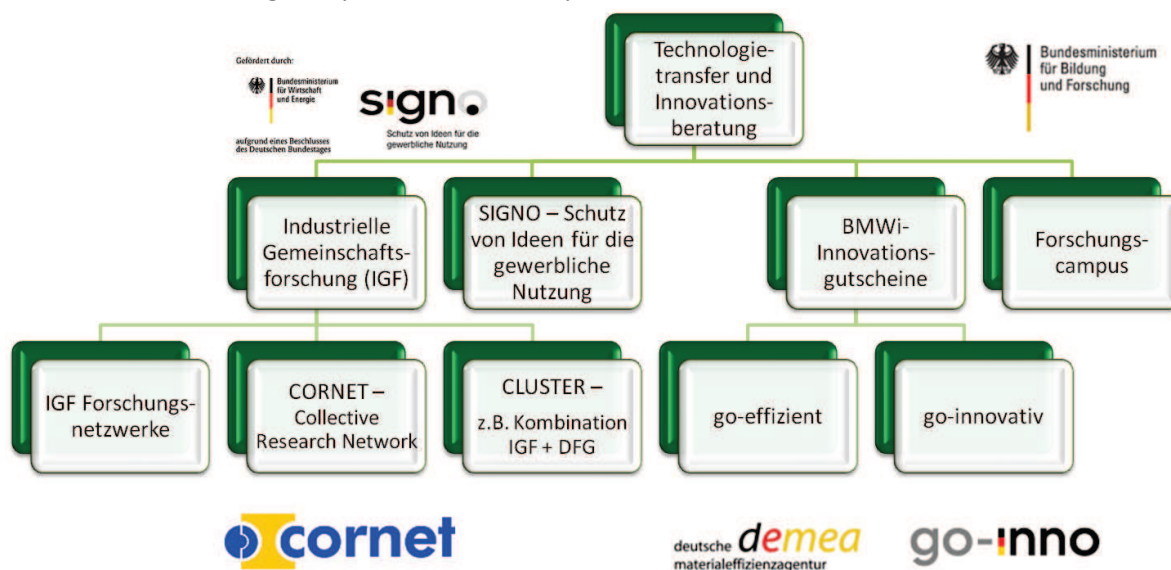 Technologie-
transfer und
Innovations-
beratung
Gefördert durch:
Bundesministerium
für Wirtschaft
und Energie
aufgrund eines Beschlusses
des Deutschen Bundestages
signo
Schutz von Ideen für die
gewerbliche Nutzung
Bundesministerium
für Bildung
und Forschung
Industrielle
Gemeinschafts-
forschung (IGF)
SIGNO – Schutz
von Ideen für die
gewerbliche
Nutzung
BMWi-
Innovations-
gutscheine
Forschungs-
campus
IGF Forschungs-
netzwerke
CORNET –
Collective
Research Network
CLUSTER –
z.B. Kombination
IGF + DFG
go-effizient
go-innovativ
cornet
deutsche demea
materialeffizienzagentur
go-inno